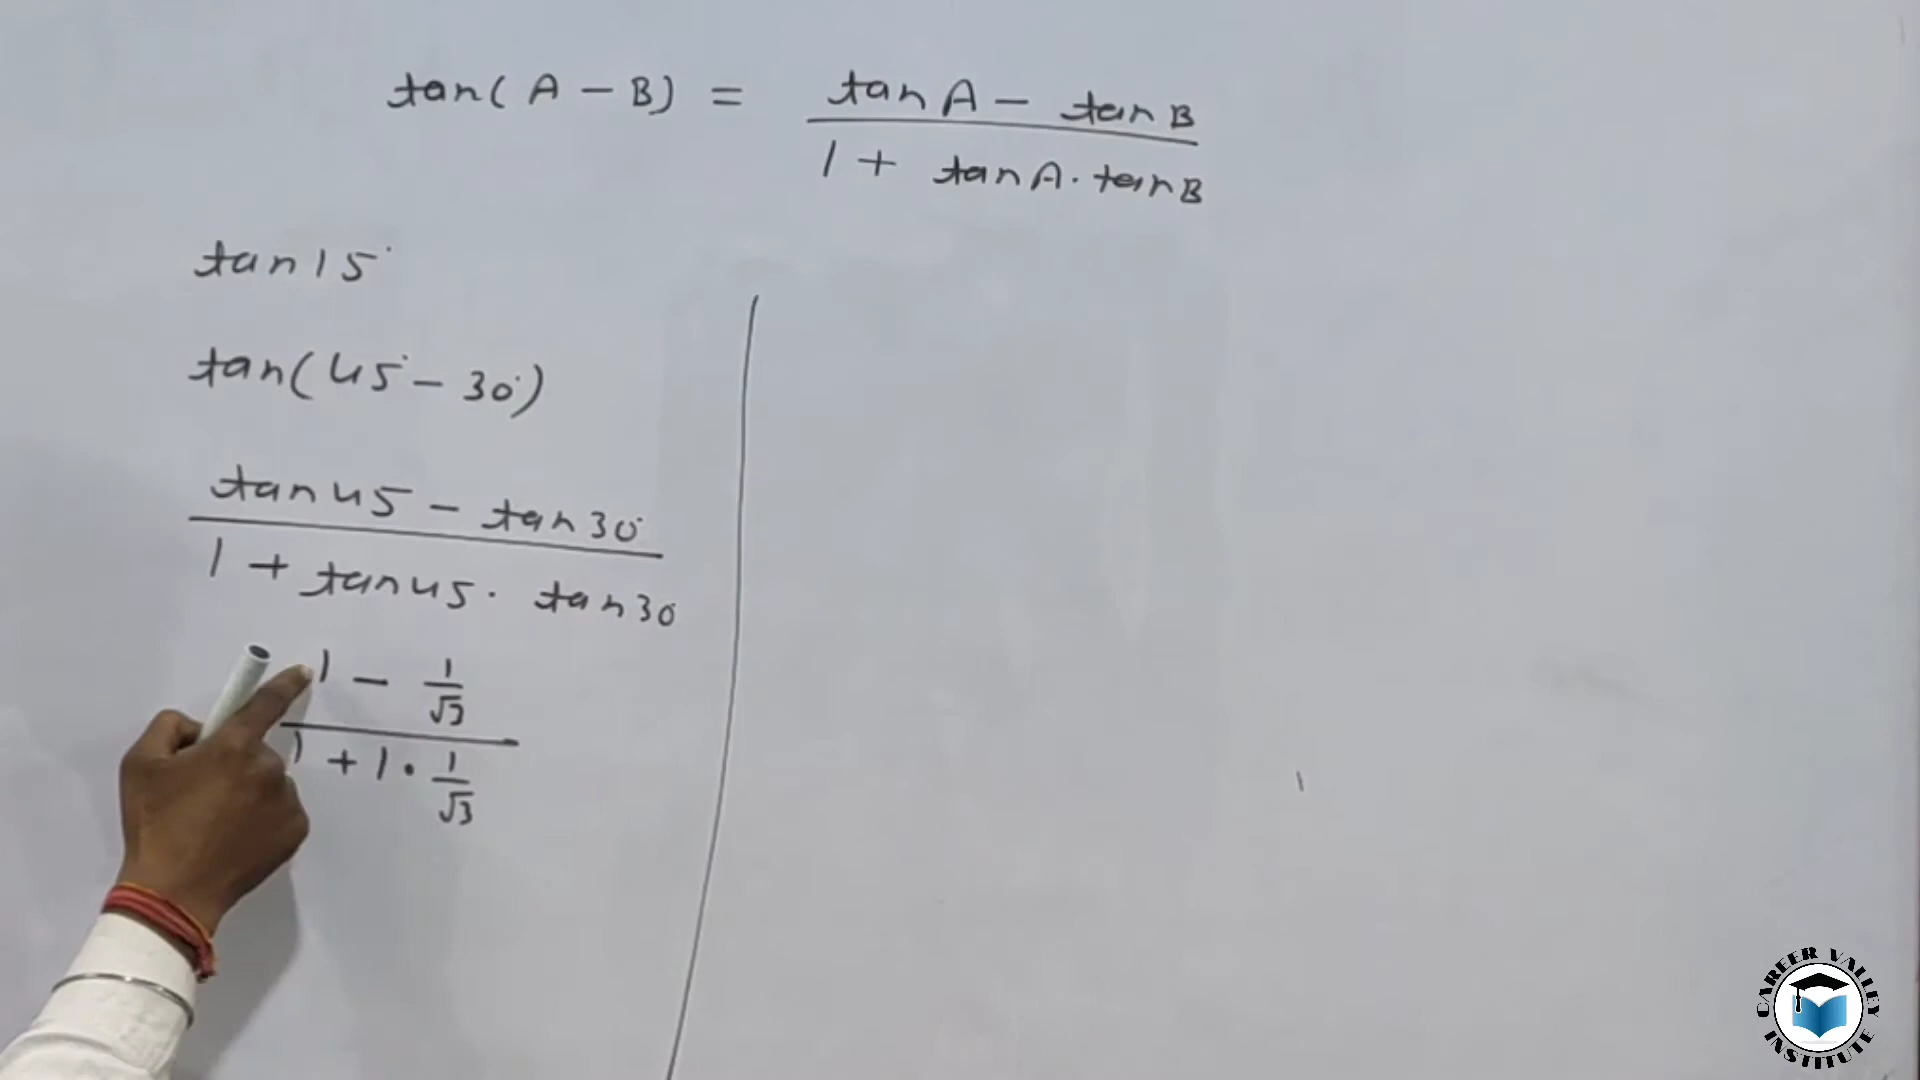 tan(A - B) = tanA - tanB / 1 + tanA · tanB
tan15°
tan(45° - 30°)
tan45 - tan30 / 1 + tan45 · tan30
1 - 1/√3 / 1 + 1 · 1/√3
CAREER VALLEY INSTITUTE